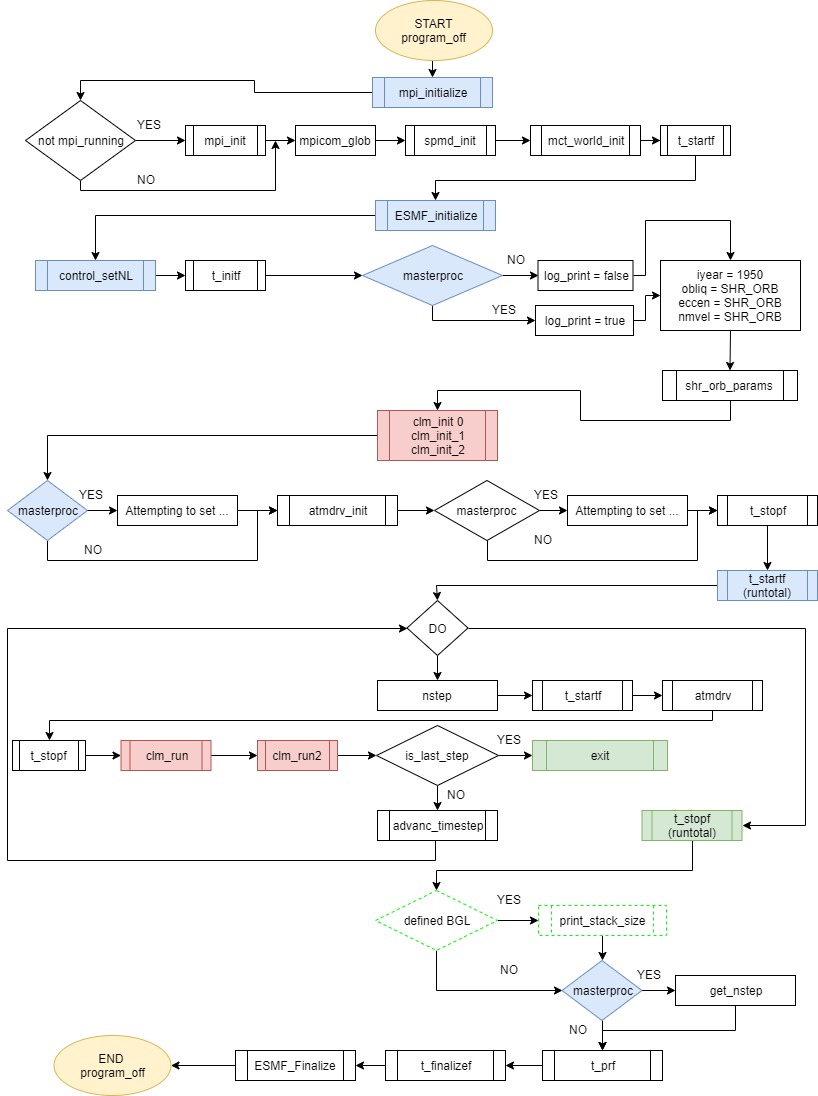 START
program_off
mpi_initialize
not mpi_running
YES
NO
mpi_init
mpicom_glob
spmd_init
mct_world_init
t_startf
ESMF_initialize
control_setNL
t_initf
masterproc
NO
log_print = false
YES
log_print = true
iyear = 1950
obliq = SHR_ORB
eccen = SHR_ORB
nmvel = SHR_ORB
shr_orb_params
clm_init 0
clm_init_1
clm_init_2
masterproc
YES
NO
Attempting to set ...
atmdrv_init
masterproc
YES
NO
Attempting to set ...
t_stopf
t_startf
(runtotal)
DO
nstep
t_startf
atmdrv
t_stopf
clm_run
clm_run2
is_last_step
YES
exit
NO
advanc_timestep
t_stopf
(runtotal)
defined BGL
YES
print_stack_size
NO
masterproc
YES
get_nstep
NO
t_prf
t_finalizef
ESMF_Finalize
END
program_off